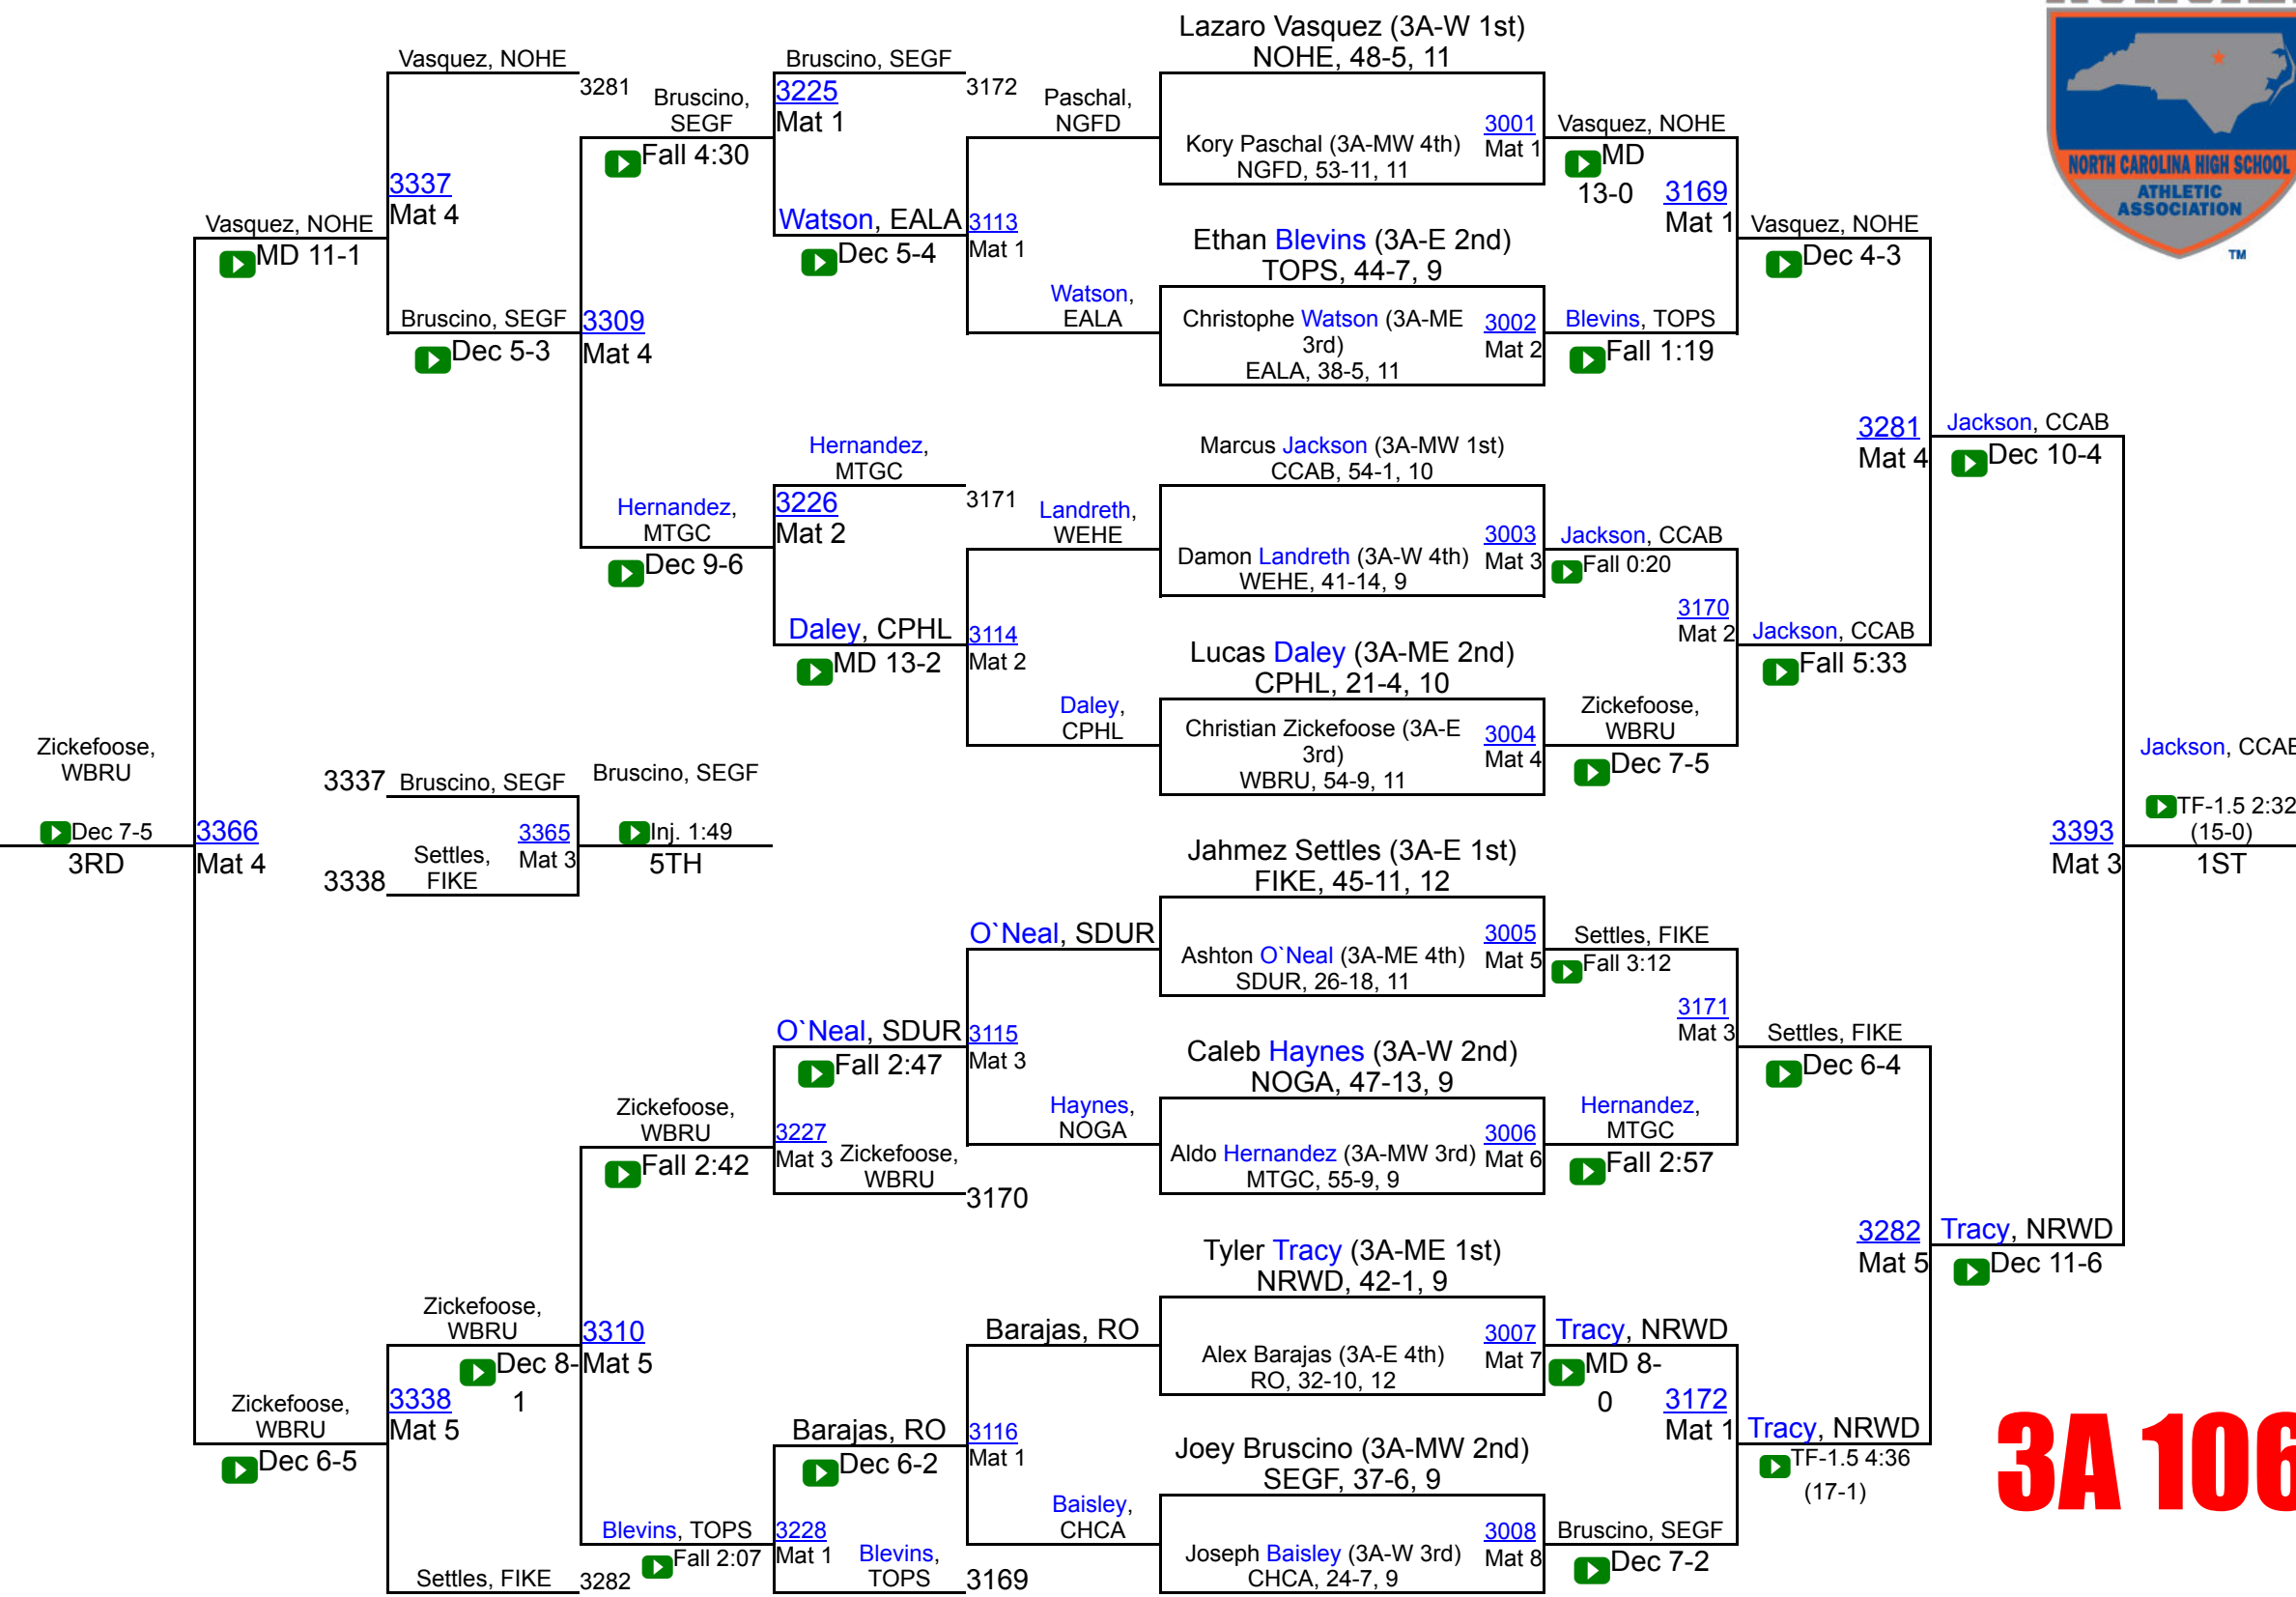 Vasquez, NOHE
3281
3337
Mat 4
Vasquez, NOHE
MD 11-1
Bruscino, SEGF
Dec 5-3
3309
Mat 4
Bruscino,
SEGF
Fall 4:30
Bruscino, SEGF
3172
3225
Mat 1
Watson, EALA
Dec 5-4
3113
Mat 1
Paschal,
NGFD
Watson,
EALA
Hernandez,
MTGC
3171
3226
Mat 2
Hernandez,
MTGC
Dec 9-6
Daley, CPHL
MD 13-2
3114
Mat 2
Landreth,
WEHE
Daley,
CPHL
Zickefoose,
WBRU
Dec 7-5
3RD
3366
Mat 4
3337
Bruscino, SEGF
3338
Settles,
FIKE
3365
Mat 3
Bruscino, SEGF
Inj. 1:49
5TH
O`Neal, SDUR
O`Neal, SDUR
Fall 2:47
3115
Mat 3
Haynes,
NOGA
Zickefoose,
WBRU
Fall 2:42
3227
Mat 3
Zickefoose,
WBRU
3170
Zickefoose,
WBRU
Dec 8-
1
3310
Mat 5
3338
Mat 5
Zickefoose,
WBRU
Dec 6-5
Barajas, RO
Barajas, RO
Dec 6-2
3116
Mat 1
Baisley,
CHCA
Blevins, TOPS
Fall 2:07
3228
Mat 1
Blevins,
TOPS
3169
Settles, FIKE
3282
Lazaro Vasquez (3A-W 1st)
NOHE, 48-5, 11
Kory Paschal (3A-MW 4th)
NGFD, 53-11, 11
3001
Mat 1
Vasquez, NOHE
MD
13-0
3169
Mat 1
Ethan Blevins (3A-E 2nd)
TOPS, 44-7, 9
Christophe Watson (3A-ME
3rd)
EALA, 38-5, 11
3002
Mat 2
Blevins, TOPS
Fall 1:19
Vasquez, NOHE
Dec 4-3
Marcus Jackson (3A-MW 1st)
CCAB, 54-1, 10
Damon Landreth (3A-W 4th)
WEHE, 41-14, 9
3003
Mat 3
Jackson, CCAB
Fall 0:20
3170
Mat 2
Lucas Daley (3A-ME 2nd)
CPHL, 21-4, 10
Christian Zickefoose (3A-E
3rd)
WBRU, 54-9, 11
3004
Mat 4
Zickefoose,
WBRU
Dec 7-5
Jackson, CCAB
Fall 5:33
3281
Mat 4
Jackson, CCAB
Dec 10-4
Jahmez Settles (3A-E 1st)
FIKE, 45-11, 12
Ashton O`Neal (3A-ME 4th)
SDUR, 26-18, 11
3005
Mat 5
Settles, FIKE
Fall 3:12
3171
Mat 3
Caleb Haynes (3A-W 2nd)
NOGA, 47-13, 9
Aldo Hernandez (3A-MW 3rd)
MTGC, 55-9, 9
3006
Mat 6
Hernandez,
MTGC
Fall 2:57
Settles, FIKE
Dec 6-4
Tyler Tracy (3A-ME 1st)
NRWD, 42-1, 9
Alex Barajas (3A-E 4th)
RO, 32-10, 12
3007
Mat 7
Tracy, NRWD
MD 8-
0
3172
Mat 1
Joey Bruscino (3A-MW 2nd)
SEGF, 37-6, 9
Joseph Baisley (3A-W 3rd)
CHCA, 24-7, 9
3008
Mat 8
Bruscino, SEGF
Dec 7-2
Tracy, NRWD
TF-1.5 4:36
(17-1)
3282
Mat 5
Tracy, NRWD
Dec 11-6
3393
Mat 3
Jackson, CCAB
TF-1.5 2:32
(15-0)
1ST
NORTH CAROLINA HIGH SCHOOL
ATHLETIC
ASSOCIATION
TM
3A 106